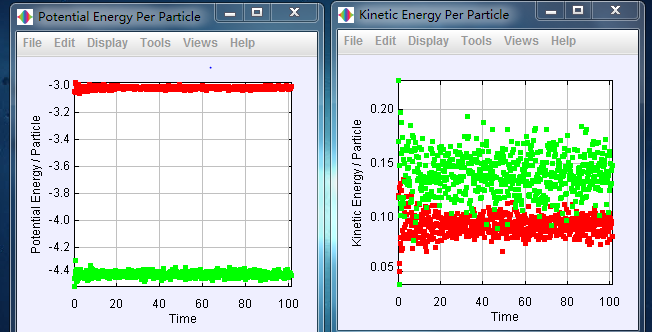 Potential Energy Per Particle
File Edit Display Tools Views Help
Potential Energy / Particle
-3.0
-3.2
-3.4
-3.6
-3.8
-4.0
-4.2
-4.4
0 20 40 60 80 100
Time
Kinetic Energy Per Particle
File Edit Display Tools Views Help
Kinetic Energy / Particle
0.20
0.15
0.10
0.05
0 20 40 60 80 100
Time